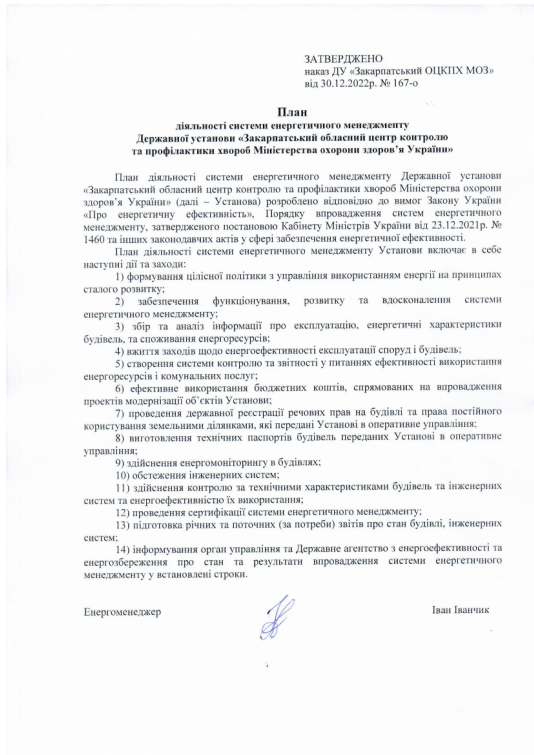 ЗАТВЕРДЖЕНО
наказ ДУ «Закарпатський ОЦКПХ МОЗ»
від 30.12.2022р. № 167-о
План
діяльності системи енергетичного менеджменту
Державної установи «Закарпатський обласний центр контролю
та профілактики хвороб Міністерства охорони здоров’я України»
План діяльності системи енергетичного менеджменту Державної установи
«Закарпатський обласний центр контролю та профілактики хвороб Міністерства охорони
здоров’я України» (далі – Установа) розроблено відповідно до вимог Закону України
«Про енергетичну ефективність», Порядку впровадження систем енергетичного
менеджменту, затвердженого постановою Кабінету Міністрів України від 23.12.2021р. №
1460 та інших законодавчих актів у сфері забезпечення енергетичної ефективності.
План діяльності системи енергетичного менеджменту Установи включає в себе
наступні дії та заходи:
1) формування цілісної політики з управління використанням енергії на принципах
сталого розвитку;
2) забезпечення функціонування, розвитку та вдосконалення системи
енергетичного менеджменту;
3) збір та аналіз інформації про експлуатацію, енергетичні характеристики
будівель, та споживання енергоресурсів;
4) вжиття заходів щодо енергоефективності експлуатації споруд і будівель;
5) створення системи контролю та звітності у питаннях ефективності використання
енергоресурсів і комунальних послуг;
6) ефективне використання бюджетних коштів, спрямованих на впровадження
проектів модернізації об’єктів Установи;
7) проведення державної реєстрації речових прав на будівлі та права постійного
користування земельними ділянками, які передані Установі в оперативне управління;
8) виготовлення технічних паспортів будівель переданих Установі в оперативне
управління;
9) здійснення енергомоніторингу в будівлях;
10) обстеження інженерних систем;
11) здійснення контролю за технічними характеристиками будівель та інженерних
систем та енергоефективністю їх використання;
12) проведення сертифікації системи енергетичного менеджменту;
13) підготовка річних та поточних (за потреби) звітів про стан будівлі, інженерних
систем;
14) інформування орган управління та Державне агентство з енергоефективності та
енергозбереження про стан та результати впровадження системи енергетичного
менеджменту у встановлені строки.
Енергоменеджер Іван Іванчик